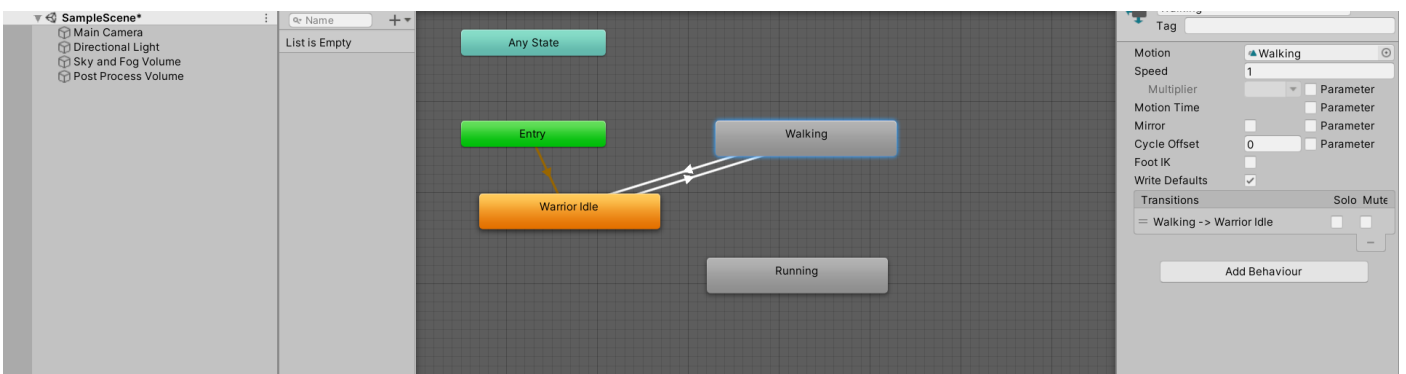 SampleScene*
Main Camera
Directional Light
Sky and Fog Volume
Post Process Volume
Name
List is Empty
Any State
Entry
Walking
Warrior Idle
Running
Tag
Motion
Walking
Speed
1
Multiplier
Parameter
Motion Time
Parameter
Mirror
Parameter
Cycle Offset
0
Parameter
Foot IK
Write Defaults
Transitions
Solo Mute
= Walking -> Warrior Idle
Add Behaviour